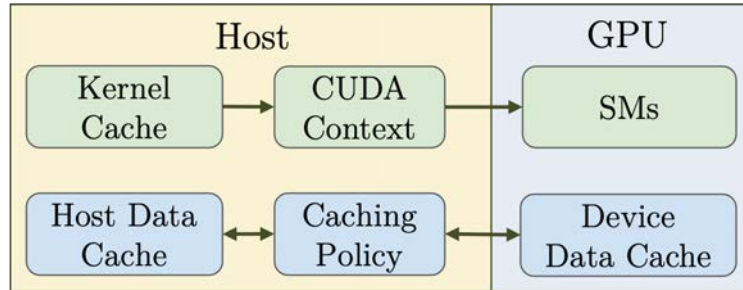 Host
GPU
Kernel
Cache
CUDA
Context
SMs
Host Data
Cache
Caching
Policy
Device
Data Cache